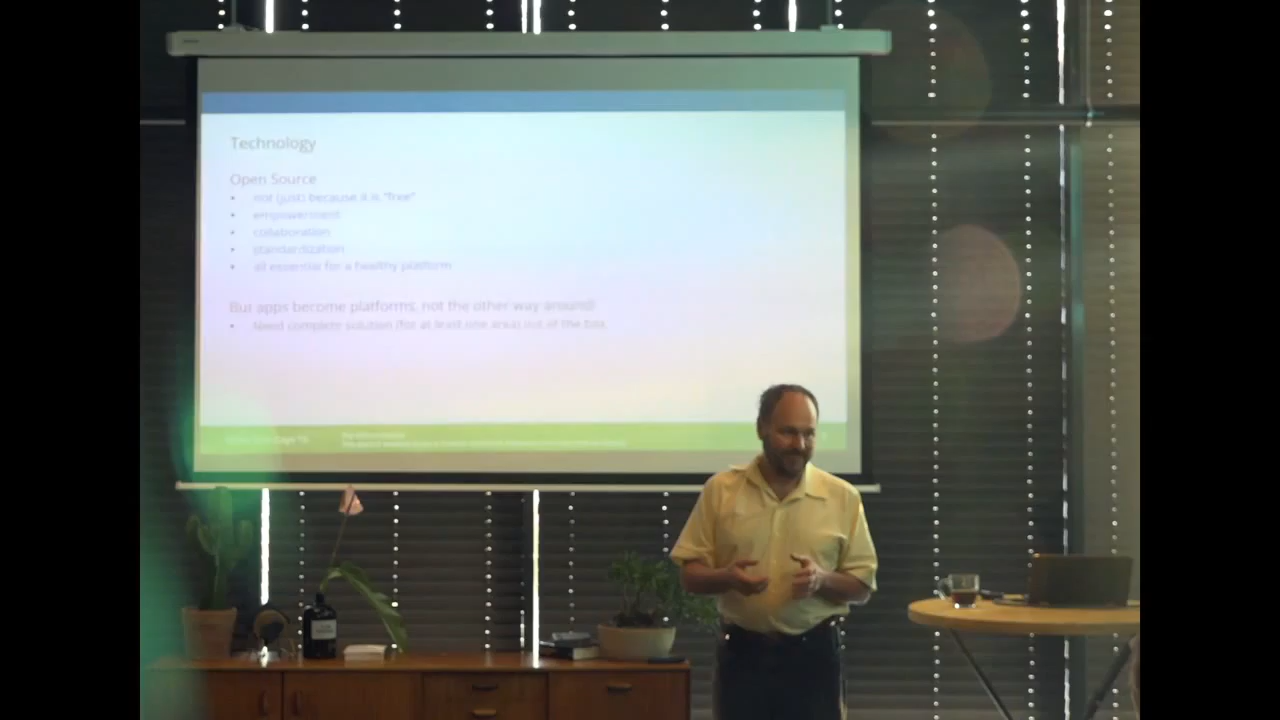 Technology
Open Source
• not (just) because it is "free"
• empowerment
• collaboration
• standardization
• all essential for a healthy platform
But apps become platforms, not the other way around!
• Need complete solution (for at least one area) out of the box